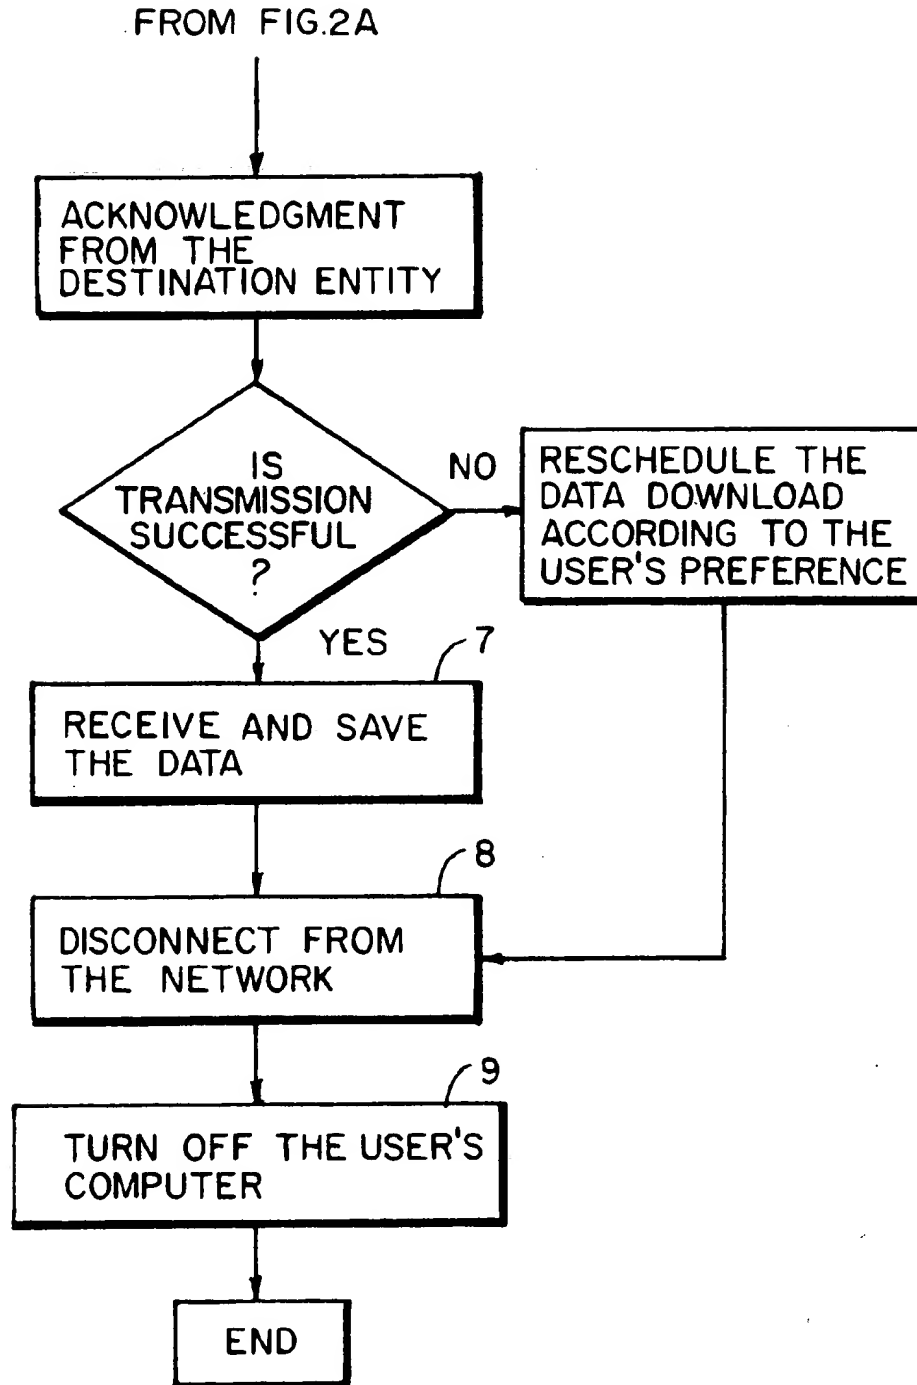 FROM FIG.2A
ACKNOWLEDGMENT
FROM THE
DESTINATION ENTITY
IS
TRANSMISSION
SUCCESSFUL
?
NO
RESCHEDULE THE
DATA DOWNLOAD
ACCORDING TO THE
USER'S PREFERENCE
YES
7
RECEIVE AND SAVE
THE DATA
8
DISCONNECT FROM
THE NETWORK
9
TURN OFF THE USER'S
COMPUTER
END